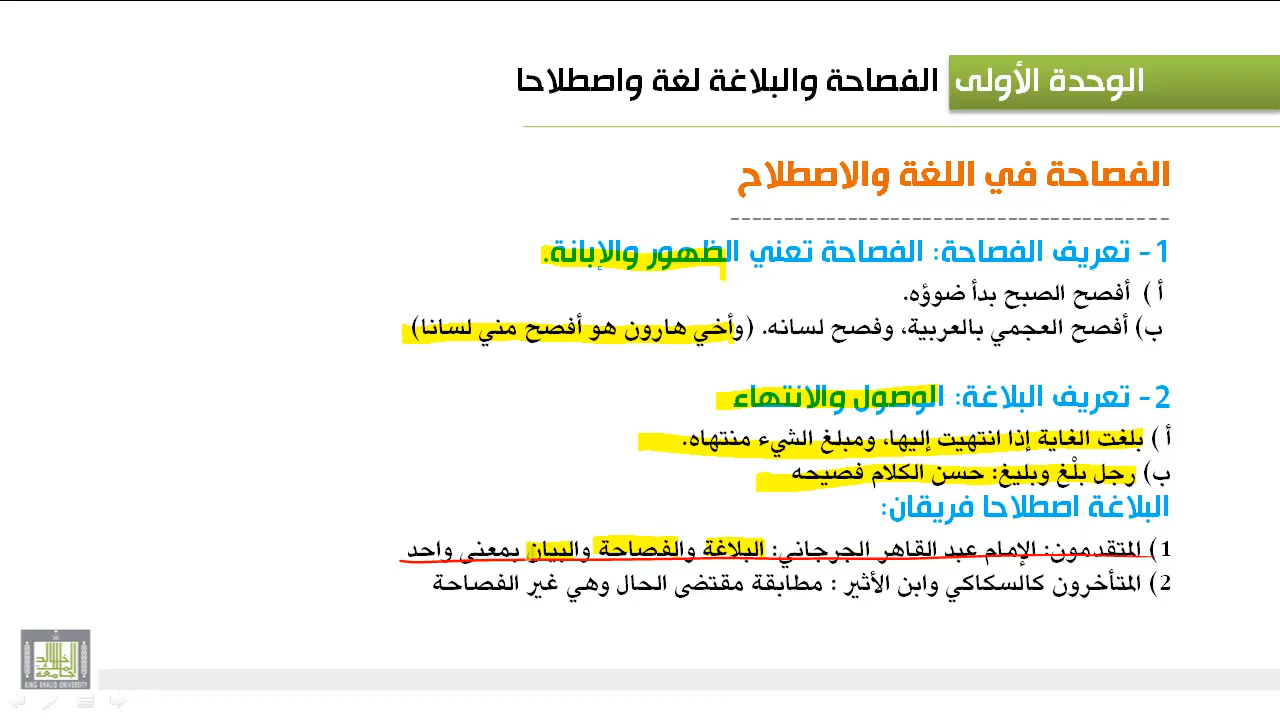 الوحدة الأولى الفصاحة والبلاغة لغة واصطلاحا
الفصاحة في اللغة والاصطلاح
1- تعريف الفصاحة: الفصاحة تعني الظهور والإبانة.
أ ) أفصح الصبح بدأ ضوؤه.
ب) أفصح العجمي بالعربية، وفصح لسانه. (وأخي هارون هو أفصح مني لسانا)
2- تعريف البلاغة: الوصول والانتهاء
أ ) بلغت الغاية إذا انتهيت إليها، ومبلغ الشيء منتهاه.
ب) رجل بلْغ وبليغ: حسن الكلام فصيحه
البلاغة اصطلاحا فريقان:
1) المتقدمون: الإمام عبد القاهر الجرجاني: البلاغة والفصاحة والبيان بمعنى واحد
2) المتأخرون كالسكاكي وابن الأثير : مطابقة مقتضى الحال وهي غير الفصاحة
KING KHALID UNIVERSITY